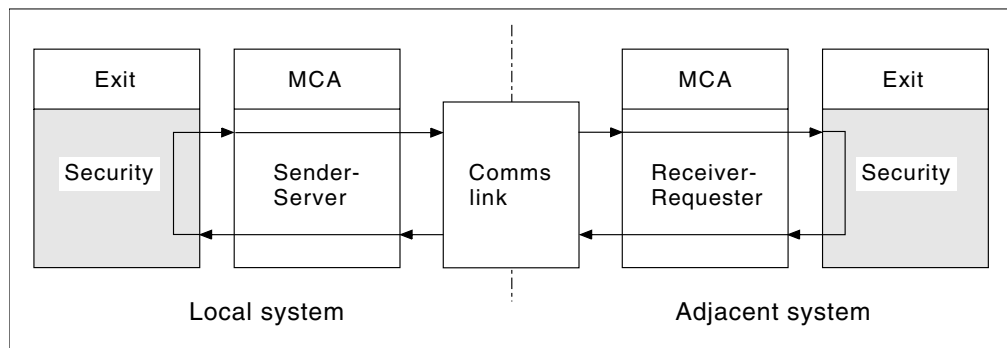 Exit
MCA
MCA
Exit
Security
Sender-
Server
Comms
link
Receiver-
Requester
Security
Local system
Adjacent system